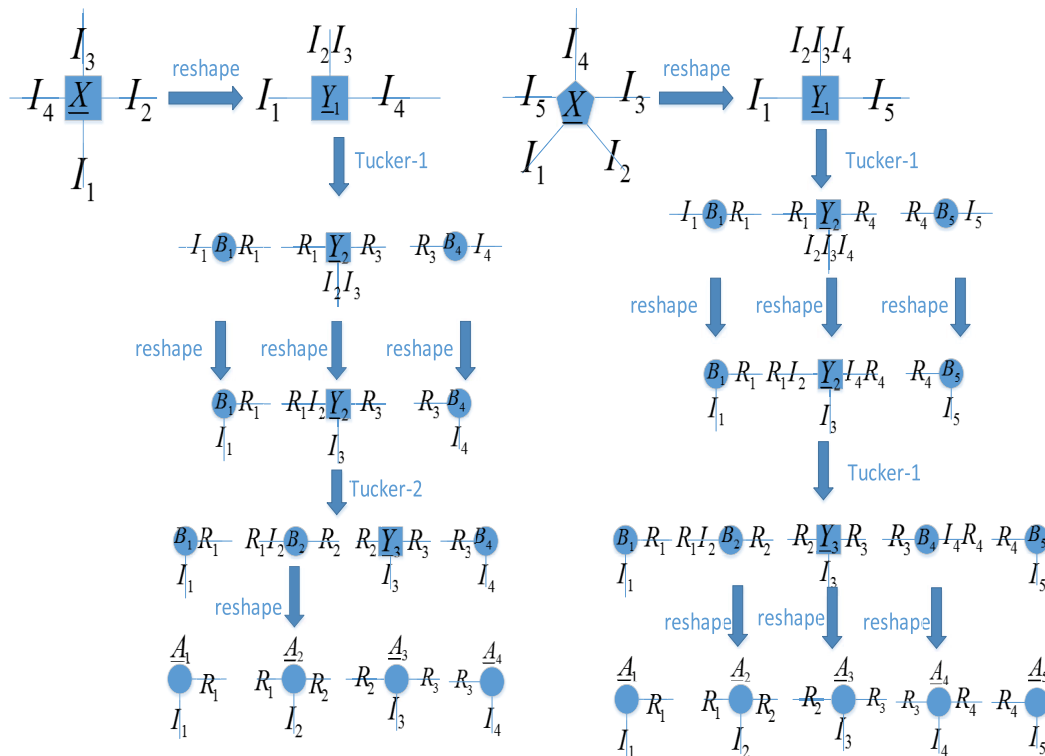 I₃
I₄ X I₂
I₁
reshape
I₂I₃
I₁ Y₁ I₄
Tucker-1
I₁ B₁ R₁ R₁ Y₂ R₃ R₃ B₄ I₄
I₂I₃
reshape reshape reshape
B₁ R₁ R₁I₂ Y₂ R₃ R₃ B₄
I₁ I₃ I₄
Tucker-2
B₁ R₁ R₁I₂ B₂ R₂ R₂ Y₃ R₃ R₃ B₄
I₁ I₃ I₄
reshape
A₁ A₂ A₃ A₄
R₁ R₁ R₂ R₂ R₃ R₃
I₁ I₂ I₃ I₄
I₄
I₅ X I₃
I₁ I₂
reshape
I₂I₃I₄
I₁ Y₁ I₅
Tucker-1
I₁ B₁ R₁ R₁ Y₂ R₄ R₄ B₅ I₅
I₂I₃I₄
reshape reshape reshape
B₁ R₁ R₁I₂ Y₂ I₄R₄ R₄ B₅
I₁ I₃ I₅
Tucker-1
B₁ R₁ R₁I₂ B₂ R₂ R₂ Y₃ R₃ R₃ B₄ I₄R₄ R₄ B₅
I₁ I₃ I₅
reshape reshape reshape
A₁ A₂ A₃ A₄
R₁ R₁ R₂ R₂ R₃ R₃ R₄ R₄
I₁ I₂ I₃ I₄ I₅